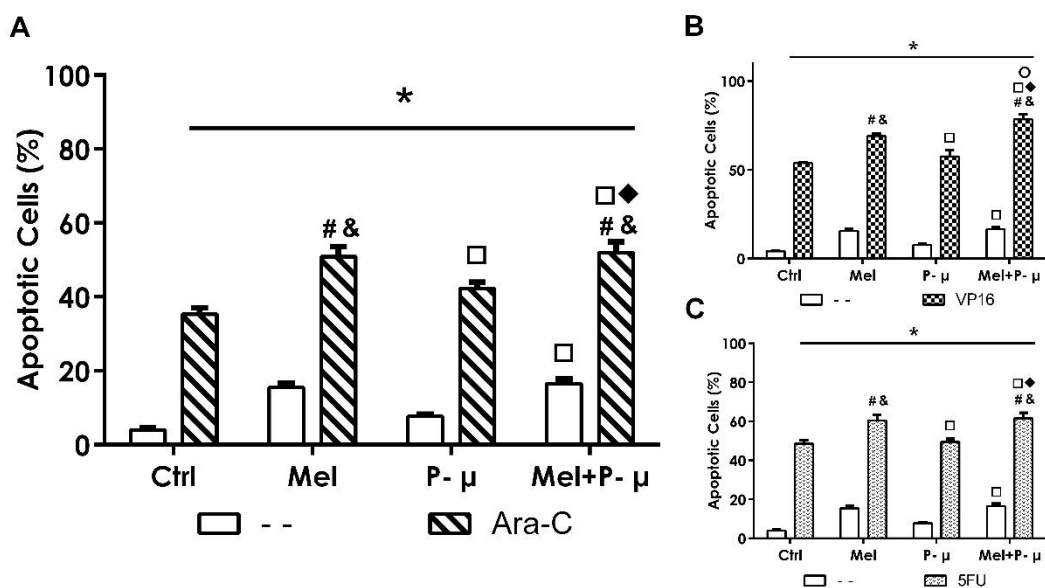 A
Apoptotic Cells (%)
100
80
60
40
20
0
*
# &
□
□
□ ◆
# &
Ctrl
Mel
P- µ
Mel+P- µ
- -
Ara-C
B
Apoptotic Cells (%)
100
50
0
*
# &
□
□
○
□ ◆
# &
Ctrl
Mel
P- µ
Mel+P- µ
- -
VP16
C
Apoptotic Cells (%)
100
80
60
40
20
0
*
# &
□
□
□ ◆
# &
Ctrl
Mel
P- µ
Mel+P- µ
- -
5FU